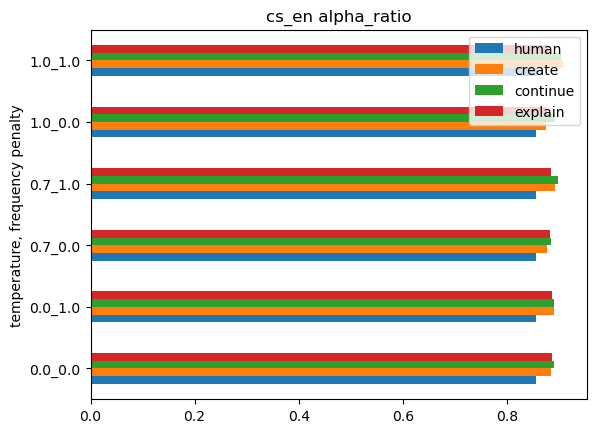 cs_en alpha_ratio
human
create
continue
explain
temperature, frequency penalty
1.0_1.0
1.0_0.0
0.7_1.0
0.7_0.0
0.0_1.0
0.0_0.0
0.0 0.2 0.4 0.6 0.8